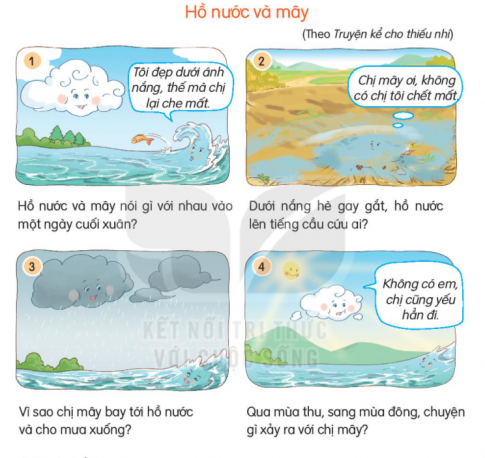 Hồ nước và mây
(Theo Truyện kể cho thiếu nhi)
1
Tôi đẹp dưới ánh
nắng, thế mà chị
lại che mất.
2
Chị mây ơi, không
có chị tôi chết mất.
Hồ nước và mây nói gì với nhau vào
một ngày cuối xuân?
Dưới nắng hè gay gắt, hồ nước
lên tiếng cầu cứu ai?
3
4
Không có em,
chị cũng yếu
hẳn đi.
KẾT NỐI TRI THỨC
VỚI CUỘC SỐNG
Vì sao chị mây bay tới hồ nước
và cho mưa xuống?
Qua mùa thu, sang mùa đông, chuyện
gì xảy ra với chị mây?